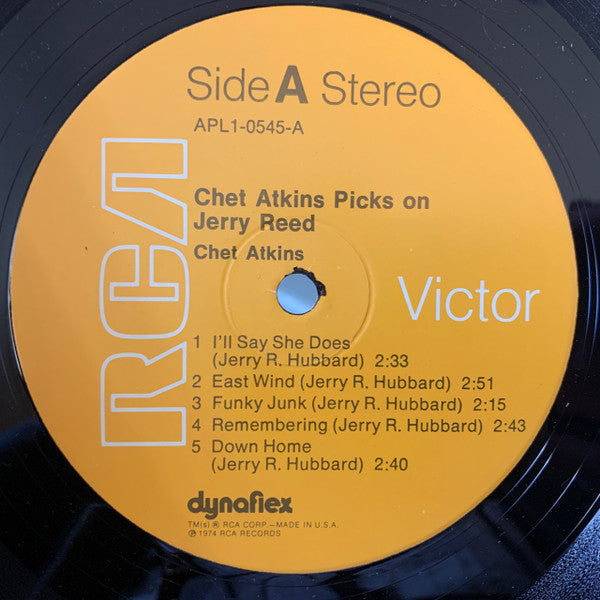 Side A Stereo
APL1-0545-A
Chet Atkins Picks on
Jerry Reed
Chet Atkins
RCA
Victor
1 I'll Say She Does
(Jerry R. Hubbard) 2:33
2 East Wind (Jerry R. Hubbard) 2:51
3 Funky Junk (Jerry R. Hubbard) 2:15
4 Remembering (Jerry R. Hubbard) 2:43
5 Down Home
(Jerry R. Hubbard) 2:40
dynaflex
TM(s) ® RCA CORP.—MADE IN U.S.A.
℗ 1974 RCA RECORDS